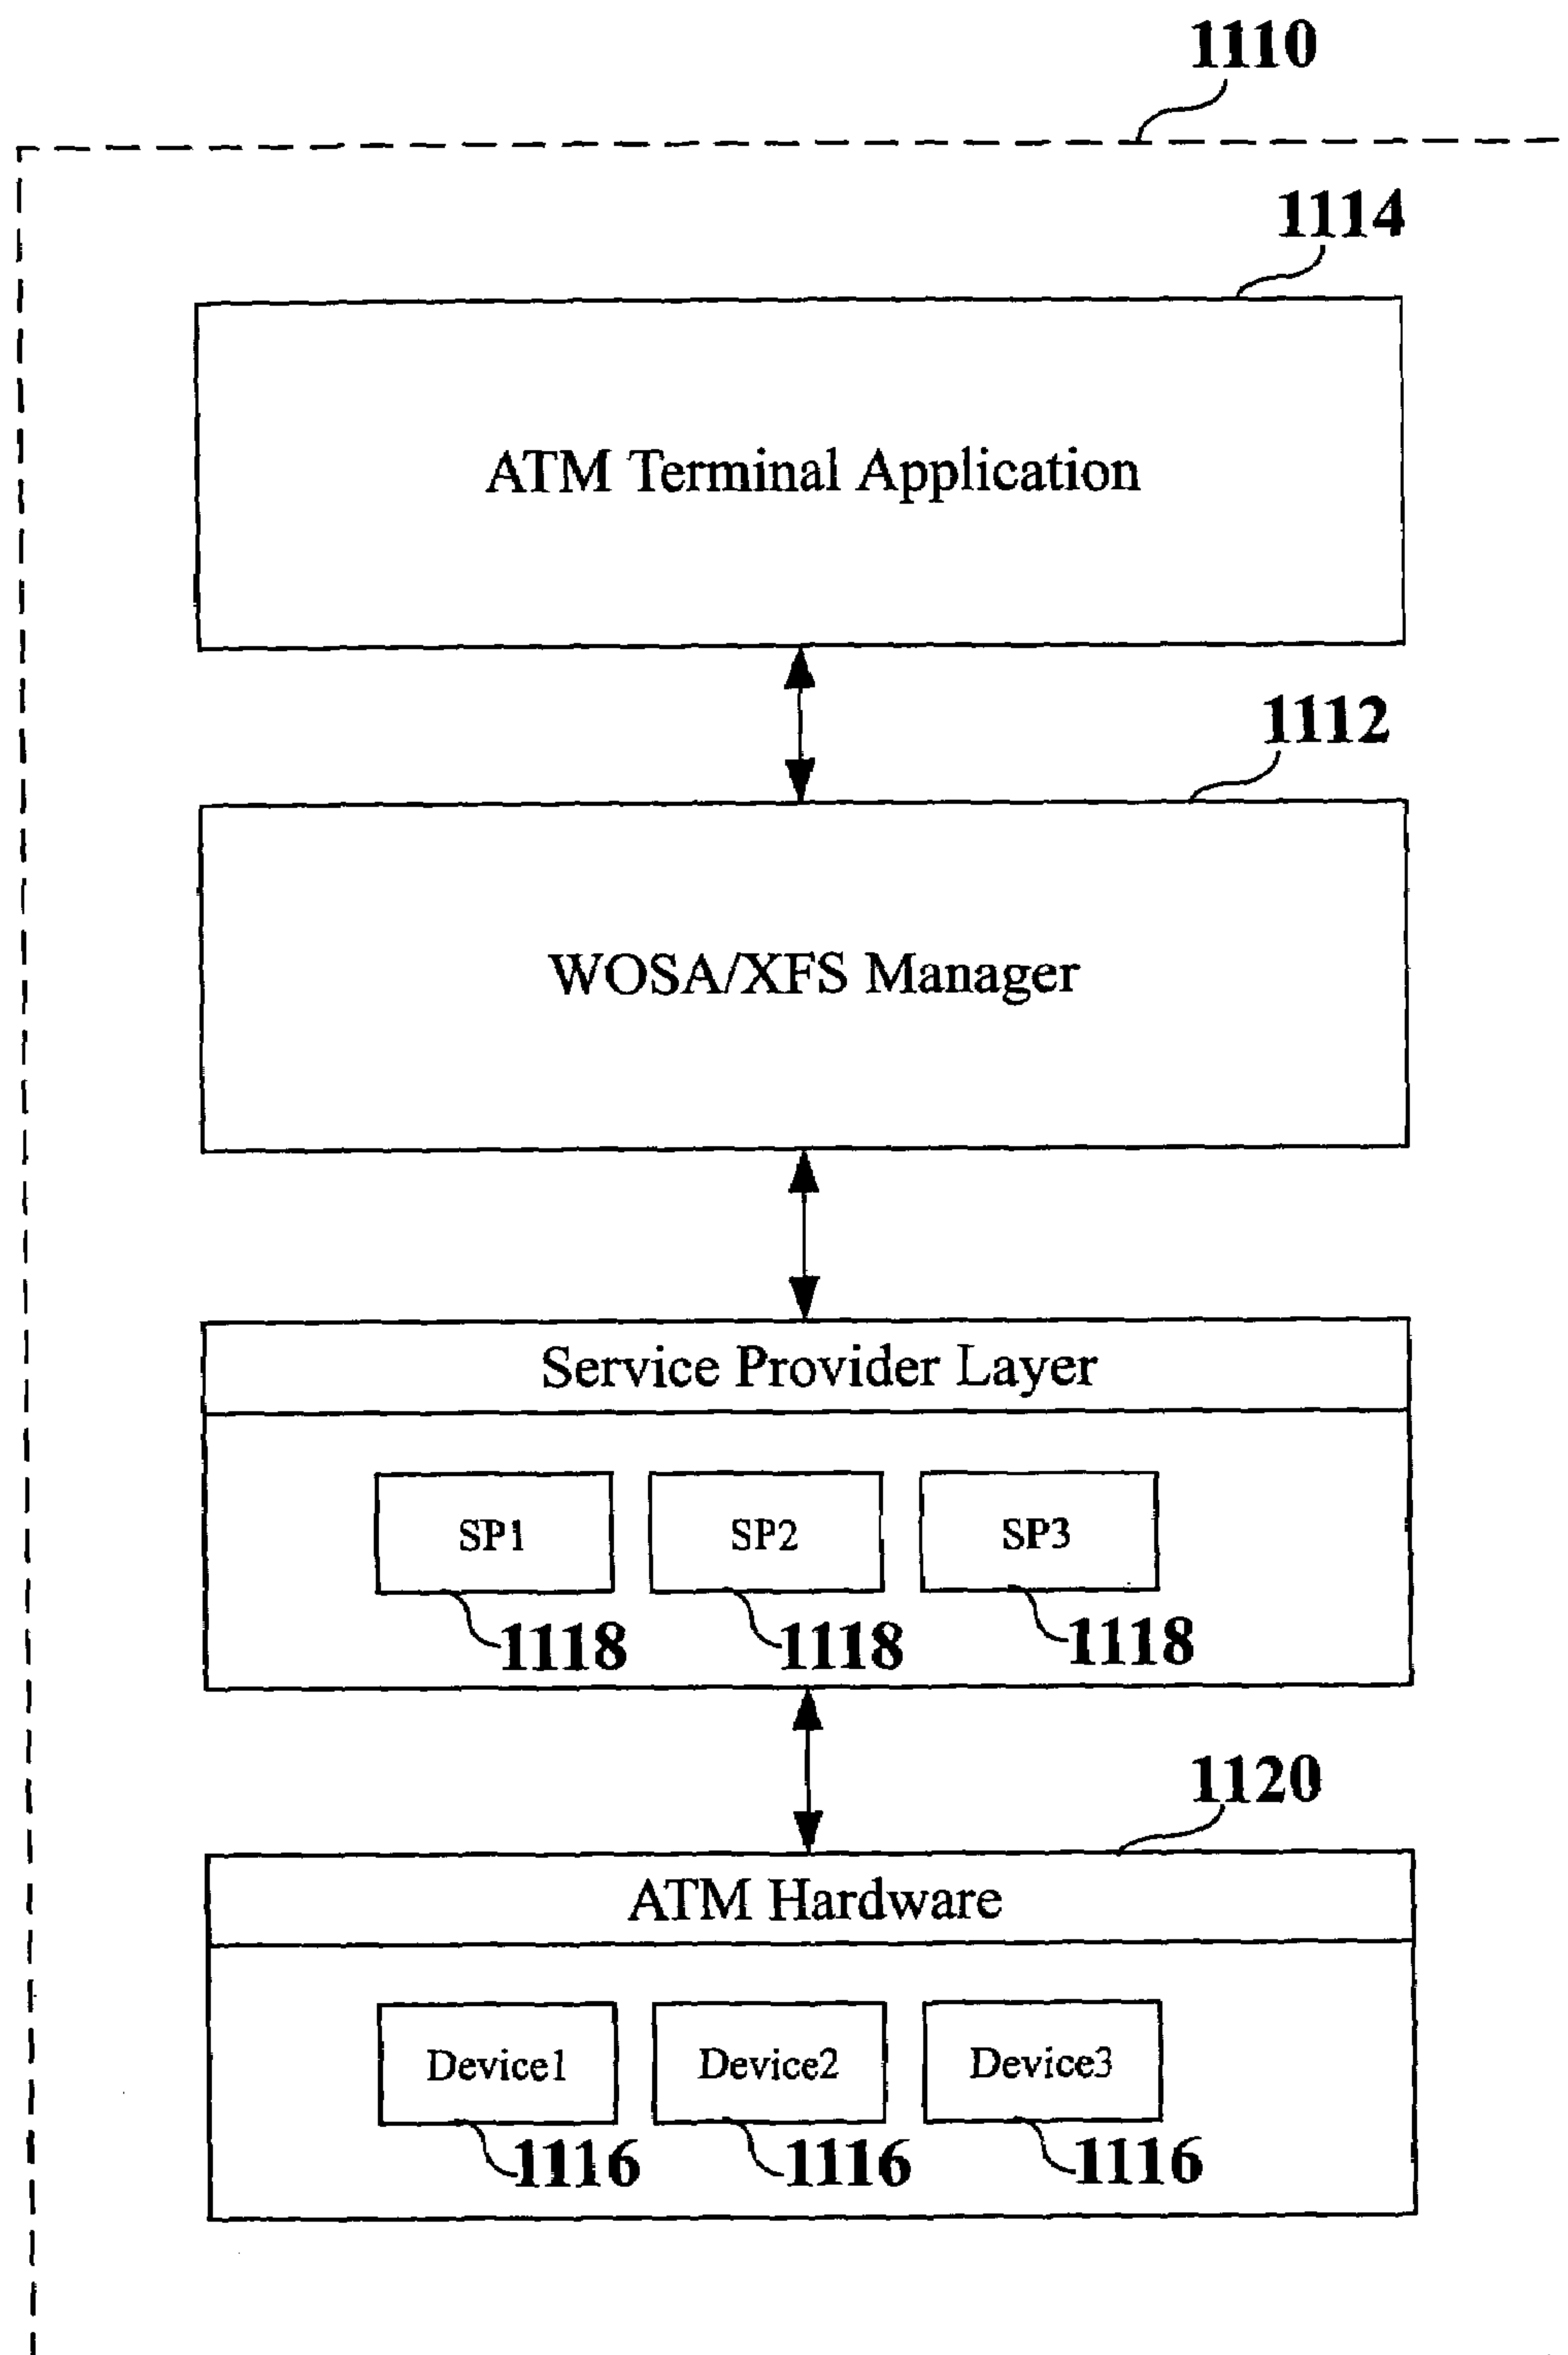 1110
1114
ATM Terminal Application
1112
WOSA/XFS Manager
Service Provider Layer
SP1 SP2 SP3
1118 1118 1118
1120
ATM Hardware
Device1 Device2 Device3
1116 1116 1116